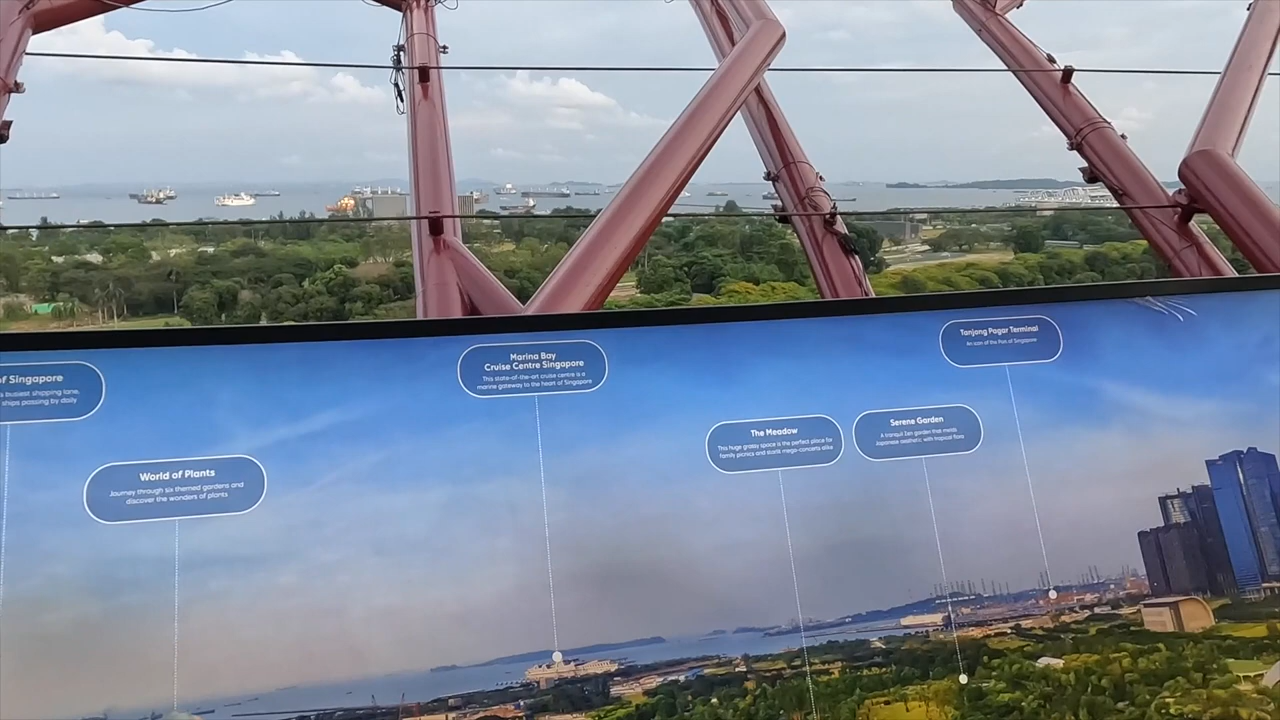 of Singapore
s busiest shipping lane,
ships passing by daily
World of Plants
Journey through six themed gardens and
discover the wonders of plants
Marina Bay
Cruise Centre Singapore
This state-of-the-art cruise centre is a
marine gateway to the heart of Singapore
The Meadow
This huge grassy space is the perfect place for
family picnics and starlit mega-concerts alike
Serene Garden
A tranquil Zen garden that melds
Japanese aesthetic with tropical flora
Tanjong Pagar Terminal
An icon of the Port of Singapore